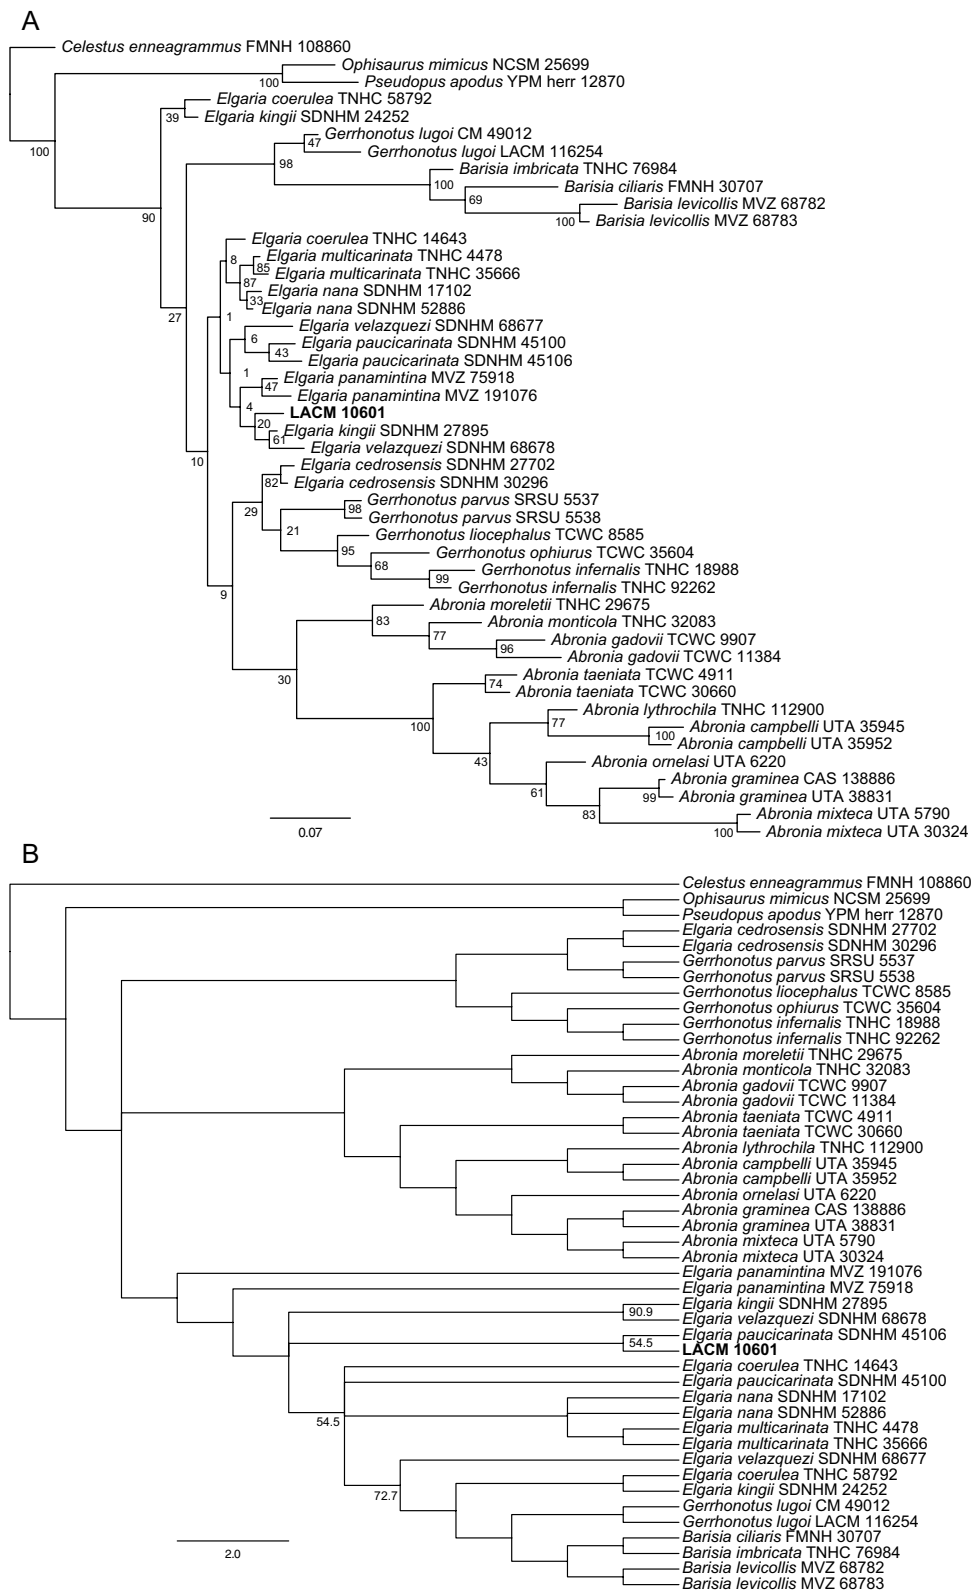 A
Celestus enneagrammus FMNH 108860
Ophisaurus mimicus NCSM 25699
100
Pseudopus apodus YPM herr 12870
Elgaria coerulea TNHC 58792
39
Elgaria kingii SDNHM 24252
Gerrhonotus lugoi CM 49012
47
100
Gerrhonotus lugoi LACM 116254
98
Barisia imbricata TNHC 76984
100
Barisia ciliaris FMNH 30707
69
Barisia levicollis MVZ 68782
90
100
Barisia levicollis MVZ 68783
Elgaria coerulea TNHC 14643
8
Elgaria multicarinata TNHC 4478
85
Elgaria multicarinata TNHC 35666
87
Elgaria nana SDNHM 17102
33
Elgaria nana SDNHM 52886
27
1
Elgaria velazquezi SDNHM 68677
6
Elgaria paucicarinata SDNHM 45100
43
Elgaria paucicarinata SDNHM 45106
1
Elgaria panamintina MVZ 75918
47
Elgaria panamintina MVZ 191076
4
LACM 10601
20
Elgaria kingii SDNHM 27895
61
Elgaria velazquezi SDNHM 68678
10
Elgaria cedrosensis SDNHM 27702
82
Elgaria cedrosensis SDNHM 30296
Gerrhonotus parvus SRSU 5537
98
29
Gerrhonotus parvus SRSU 5538
21
Gerrhonotus liocephalus TCWC 8585
95
Gerrhonotus ophiurus TCWC 35604
68
Gerrhonotus infernalis TNHC 18988
99
Gerrhonotus infernalis TNHC 92262
9
Abronia moreletii TNHC 29675
83
Abronia monticola TNHC 32083
77
Abronia gadovii TCWC 9907
96
Abronia gadovii TCWC 11384
30
Abronia taeniata TCWC 4911
74
Abronia taeniata TCWC 30660
Abronia lythrochila TNHC 112900
77
100
Abronia campbelli UTA 35945
100
Abronia campbelli UTA 35952
43
Abronia ornelasi UTA 6220
Abronia graminea CAS 138886
61
99
Abronia graminea UTA 38831
83
Abronia mixteca UTA 5790
100
Abronia mixteca UTA 30324
0.07
B
Celestus enneagrammus FMNH 108860
Ophisaurus mimicus NCSM 25699
Pseudopus apodus YPM herr 12870
Elgaria cedrosensis SDNHM 27702
Elgaria cedrosensis SDNHM 30296
Gerrhonotus parvus SRSU 5537
Gerrhonotus parvus SRSU 5538
Gerrhonotus liocephalus TCWC 8585
Gerrhonotus ophiurus TCWC 35604
Gerrhonotus infernalis TNHC 18988
Gerrhonotus infernalis TNHC 92262
Abronia moreletii TNHC 29675
Abronia monticola TNHC 32083
Abronia gadovii TCWC 9907
Abronia gadovii TCWC 11384
Abronia taeniata TCWC 4911
Abronia taeniata TCWC 30660
Abronia lythrochila TNHC 112900
Abronia campbelli UTA 35945
Abronia campbelli UTA 35952
Abronia ornelasi UTA 6220
Abronia graminea CAS 138886
Abronia graminea UTA 38831
Abronia mixteca UTA 5790
Abronia mixteca UTA 30324
Elgaria panamintina MVZ 191076
Elgaria panamintina MVZ 75918
Elgaria kingii SDNHM 27895
90.9
Elgaria velazquezi SDNHM 68678
Elgaria paucicarinata SDNHM 45106
54.5
LACM 10601
Elgaria coerulea TNHC 14643
Elgaria paucicarinata SDNHM 45100
Elgaria nana SDNHM 17102
Elgaria nana SDNHM 52886
54.5
Elgaria multicarinata TNHC 4478
Elgaria multicarinata TNHC 35666
Elgaria velazquezi SDNHM 68677
Elgaria coerulea TNHC 58792
72.7
Elgaria kingii SDNHM 24252
Gerrhonotus lugoi CM 49012
Gerrhonotus lugoi LACM 116254
Barisia ciliaris FMNH 30707
Barisia imbricata TNHC 76984
2.0
Barisia levicollis MVZ 68782
Barisia levicollis MVZ 68783